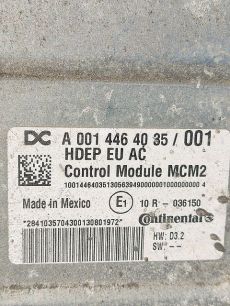 DC A 001 446 40 35 / 001
HDEP EU AC
Control Module MCM2
10014464035130563949000000100000000 4
Made in Mexico E1 10 R - 036150
*2841035704300130801972* Continental
HW: D3.2
SW: --